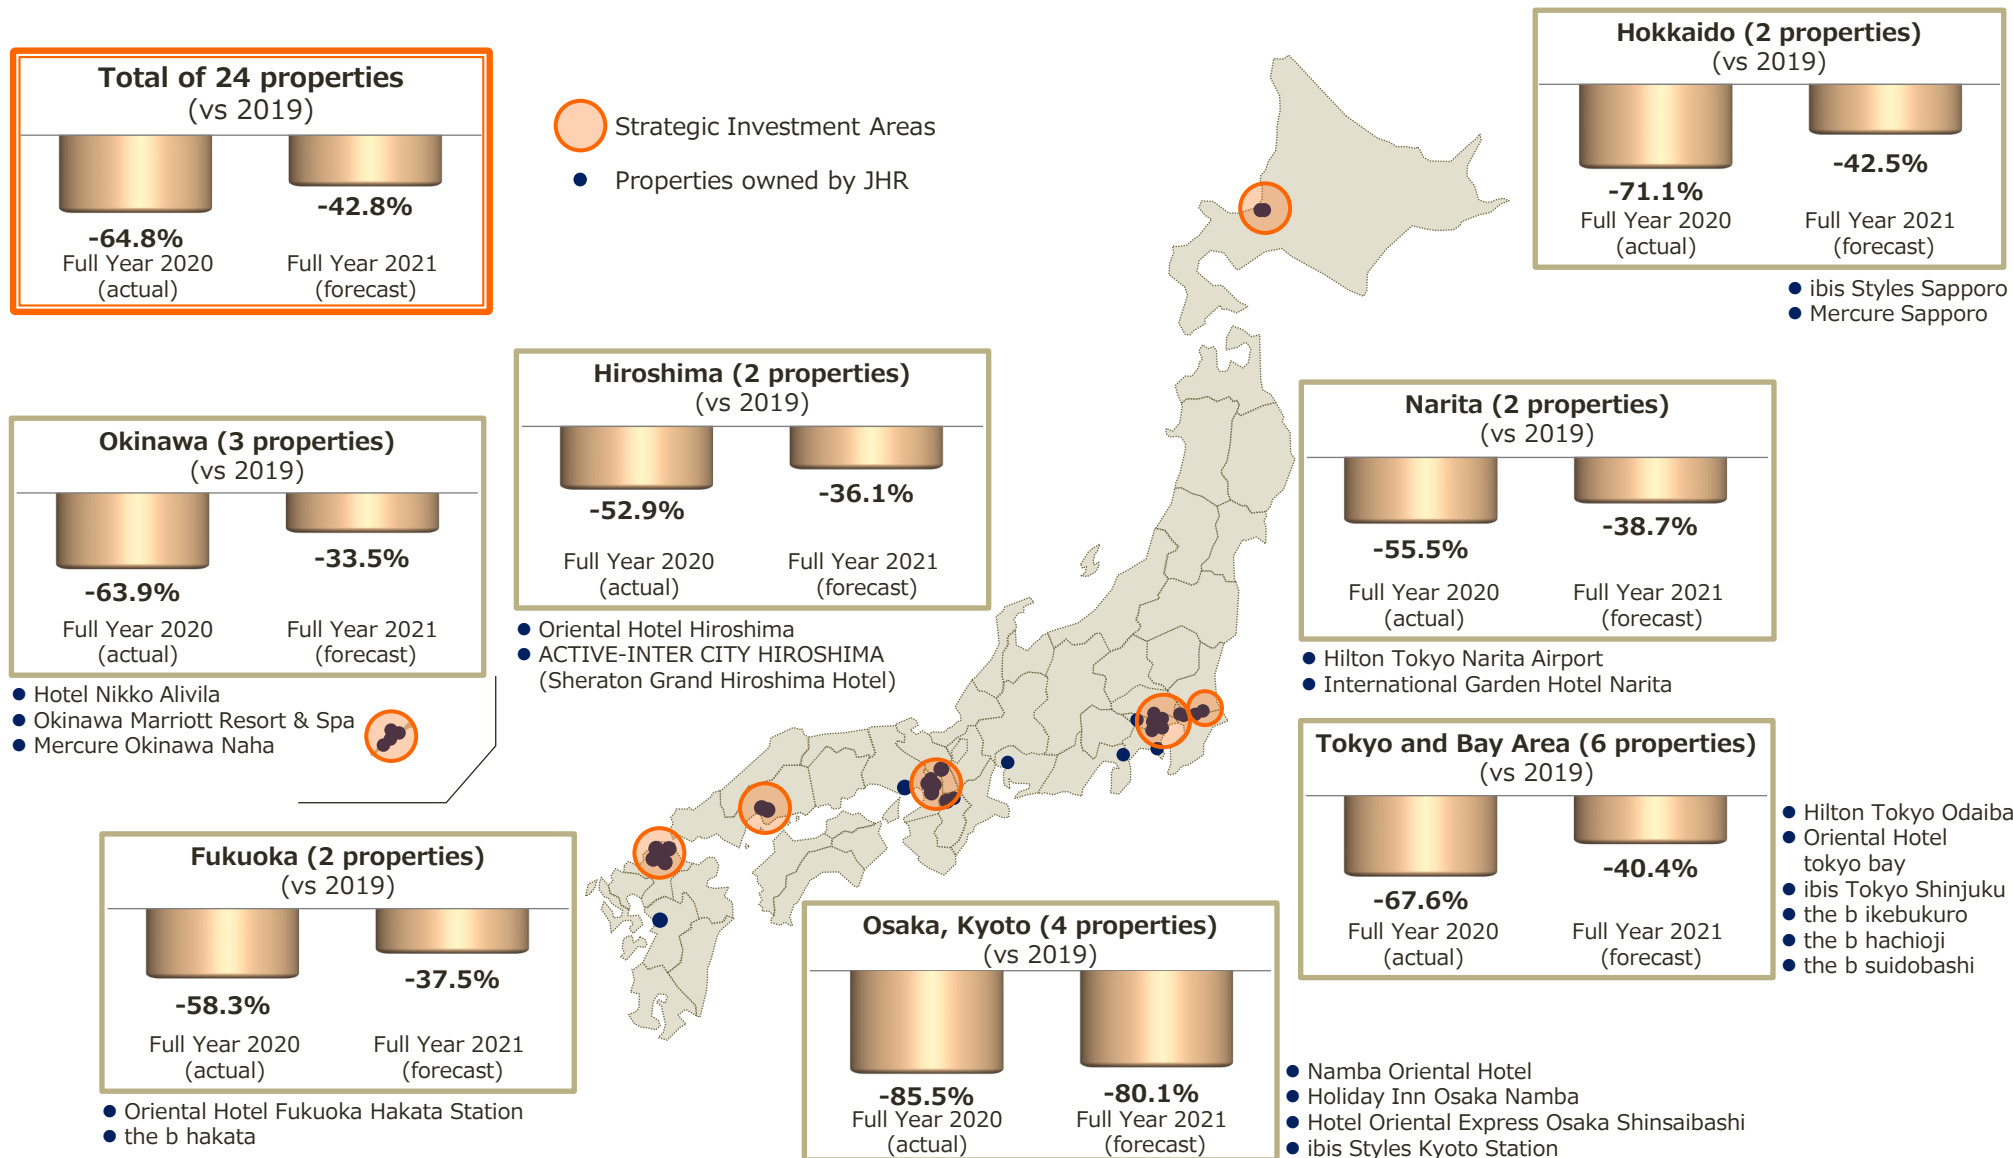 Total of 24 properties
(vs 2019)
-64.8%
-42.8%
Full Year 2020
(actual)
Full Year 2021
(forecast)
Strategic Investment Areas
Properties owned by JHR
Hokkaido (2 properties)
(vs 2019)
-71.1%
-42.5%
Full Year 2020
(actual)
Full Year 2021
(forecast)
ibis Styles Sapporo
Mercure Sapporo
Hiroshima (2 properties)
(vs 2019)
-52.9%
-36.1%
Full Year 2020
(actual)
Full Year 2021
(forecast)
Oriental Hotel Hiroshima
ACTIVE-INTER CITY HIROSHIMA
(Sheraton Grand Hiroshima Hotel)
Narita (2 properties)
(vs 2019)
-55.5%
-38.7%
Full Year 2020
(actual)
Full Year 2021
(forecast)
Hilton Tokyo Narita Airport
International Garden Hotel Narita
Okinawa (3 properties)
(vs 2019)
-63.9%
-33.5%
Full Year 2020
(actual)
Full Year 2021
(forecast)
Hotel Nikko Alivila
Okinawa Marriott Resort & Spa
Mercure Okinawa Naha
Tokyo and Bay Area (6 properties)
(vs 2019)
-67.6%
-40.4%
Full Year 2020
(actual)
Full Year 2021
(forecast)
Hilton Tokyo Odaiba
Oriental Hotel
tokyo bay
ibis Tokyo Shinjuku
the b ikebukuro
the b hachioji
the b suidobashi
Fukuoka (2 properties)
(vs 2019)
-58.3%
-37.5%
Full Year 2020
(actual)
Full Year 2021
(forecast)
Oriental Hotel Fukuoka Hakata Station
the b hakata
Osaka, Kyoto (4 properties)
(vs 2019)
-85.5%
-80.1%
Full Year 2020
(actual)
Full Year 2021
(forecast)
Namba Oriental Hotel
Holiday Inn Osaka Namba
Hotel Oriental Express Osaka Shinsaibashi
ibis Styles Kyoto Station